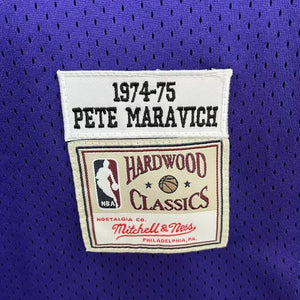 1974-75
PETE MARAVICH
HARDWOOD
NBA
CLASSICS
NOSTALGIA CO.
Mitchell & Ness
PHILADELPHIA, PA.